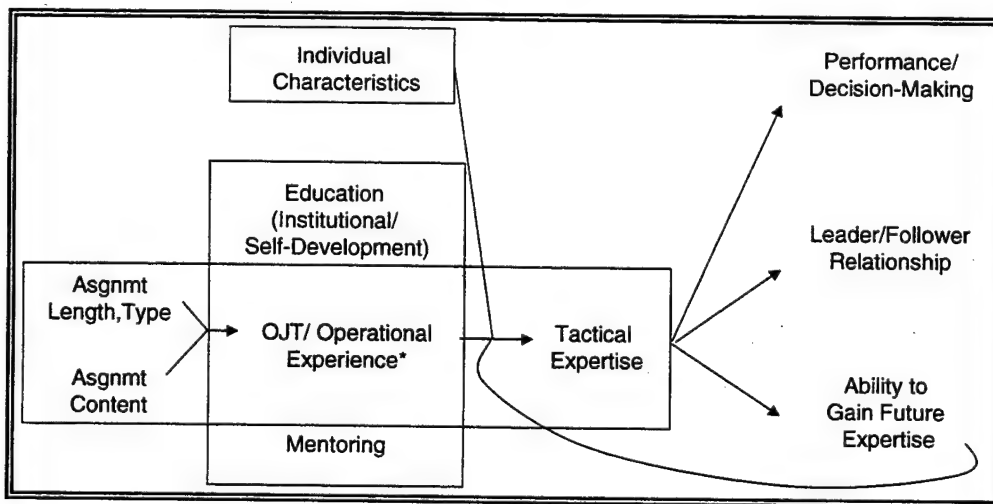 Individual
Characteristics
Performance/
Decision-Making
Education
(Institutional/
Self-Development)
Leader/Follower
Relationship
Asgnmt
Length,Type
OJT/ Operational
Experience*
Tactical
Expertise
Asgnmt
Content
Ability to
Gain Future
Expertise
Mentoring